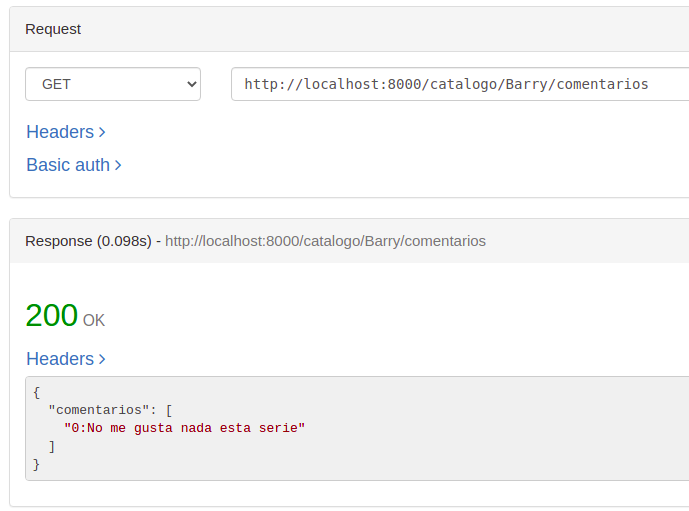 Request
GET http://localhost:8000/catalogo/Barry/comentarios
Headers
Basic auth
Response (0.098s) - http://localhost:8000/catalogo/Barry/comentarios
200 OK
Headers
{
  "comentarios": [
    "0:No me gusta nada esta serie"
  ]
}